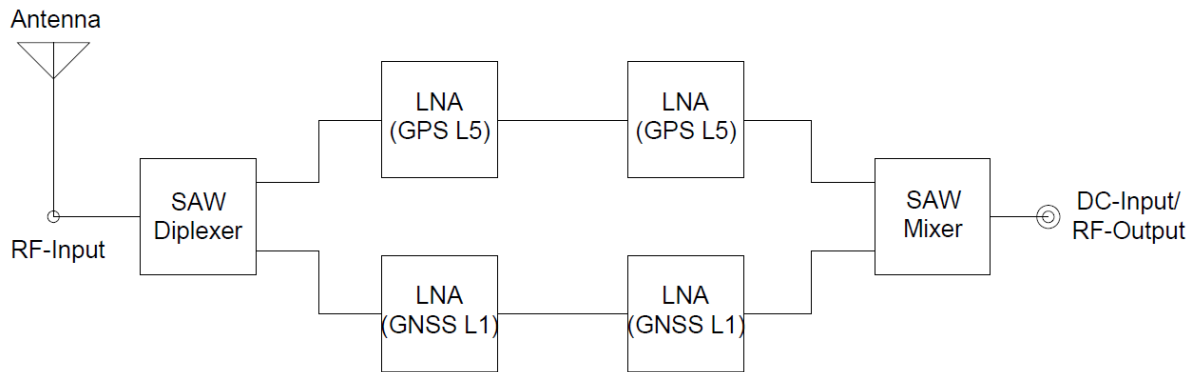 Antenna
RF-Input
SAW
Diplexer
LNA
(GPS L5)
LNA
(GPS L5)
LNA
(GNSS L1)
LNA
(GNSS L1)
SAW
Mixer
DC-Input/
RF-Output